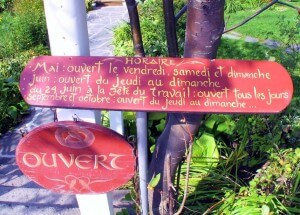 HORAIRE
Mai : ouvert le vendredi, samedi et dimanche
Juin : ouvert du jeudi au dimanche
du 24 juin à la fête du travail : ouvert tous les jours
Septembre et octobre : ouvert du jeudi au dimanche...
OUVERT